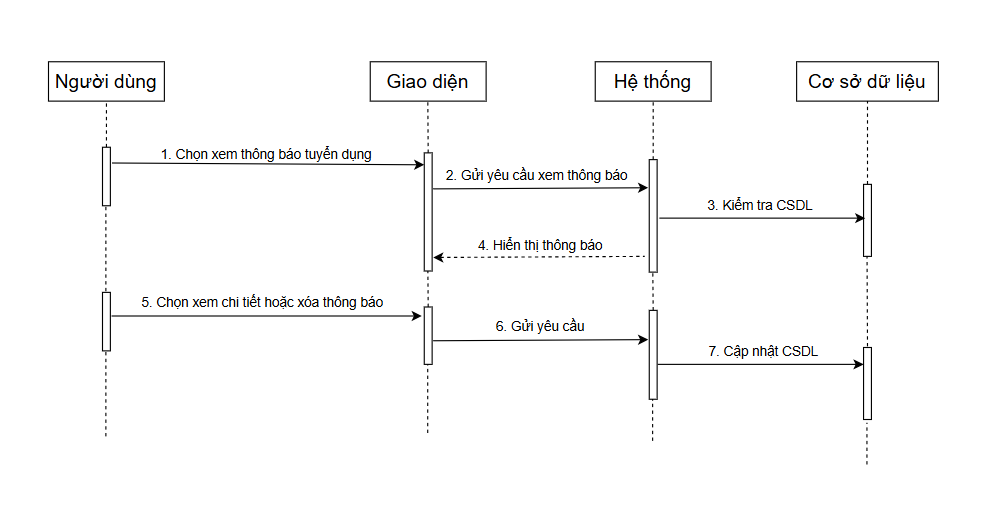 Người dùng
Giao diện
Hệ thống
Cơ sở dữ liệu
1. Chọn xem thông báo tuyển dụng
2. Gửi yêu cầu xem thông báo
3. Kiểm tra CSDL
4. Hiển thị thông báo
5. Chọn xem chi tiết hoặc xóa thông báo
6. Gửi yêu cầu
7. Cập nhật CSDL